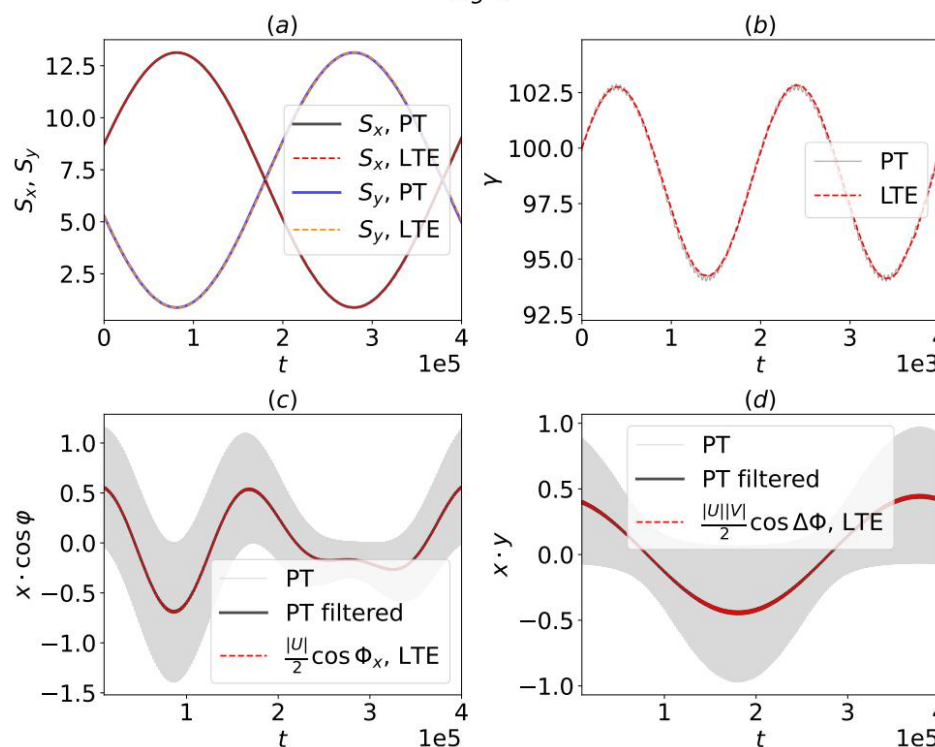 (a)
12.5
10.0
7.5
5.0
2.5
S_x, S_y
S_x, PT
S_x, LTE
S_y, PT
S_y, LTE
0 1 2 3 4
1e5
t
(b)
102.5
100.0
97.5
95.0
92.5
γ
PT
LTE
0 1 2 3
1e3
t
(c)
1.0
0.5
0.0
−0.5
−1.0
−1.5
x · cos φ
PT
PT filtered
|U|/2 cos Φ_x, LTE
1 2 3 4
1e5
t
(d)
1.0
0.5
0.0
−0.5
−1.0
x · y
PT
PT filtered
|U||V|/2 cos ΔΦ, LTE
1 2 3
1e5
t